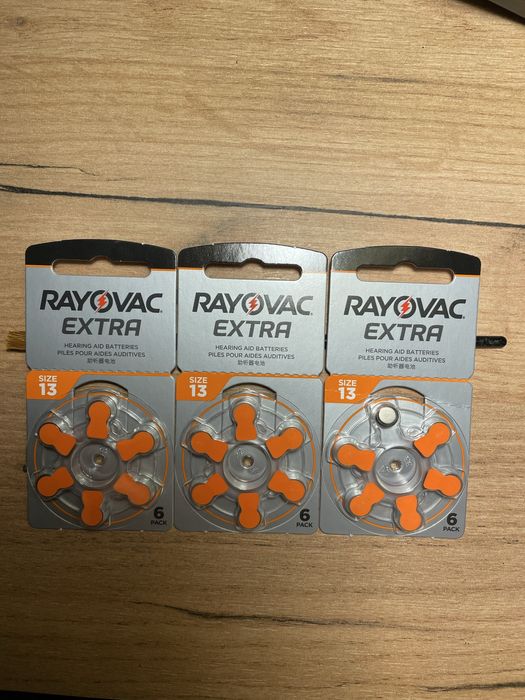 RAYOVAC
EXTRA
HEARING AID BATTERIES
PILES POUR AIDES AUDITIVES
助听器电池
SIZE
13
6
PACK
RAYOVAC
EXTRA
HEARING AID BATTERIES
PILES POUR AIDES AUDITIVES
助听器电池
SIZE
13
6
PACK
RAYOVAC
EXTRA
HEARING AID BATTERIES
PILES POUR AIDES AUDITIVES
助听器电池
SIZE
13
6
PACK